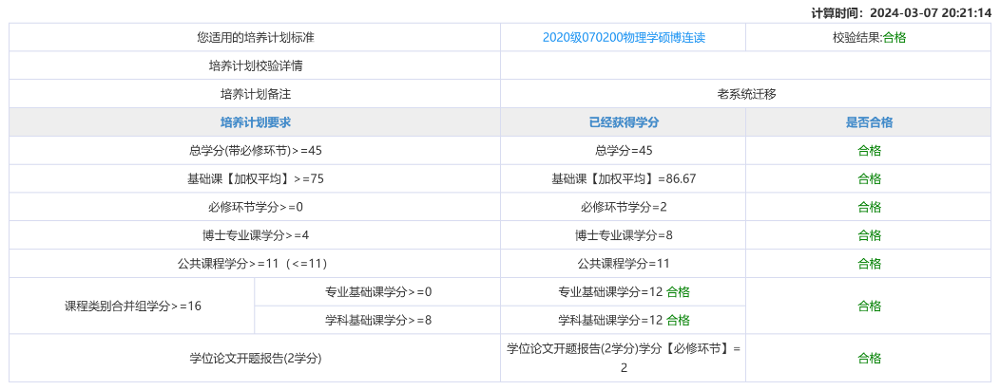 计算时间：2024-03-07 20:21:14
您适用的培养计划标准 2020级070200物理学硕博连读 校验结果:合格
培养计划校验详情
培养计划备注 老系统迁移
培养计划要求 已经获得学分 是否合格
总学分(带必修环节)>=45 总学分=45 合格
基础课【加权平均】>=75 基础课【加权平均】=86.67 合格
必修环节学分>=0 必修环节学分=2 合格
博士专业课学分>=4 博士专业课学分=8 合格
公共课程学分>=11（<=11） 公共课程学分=11 合格
课程类别合并组学分>=16 专业基础课学分>=0 专业基础课学分=12 合格 合格
学科基础课学分>=8 学科基础课学分=12 合格
学位论文开题报告(2学分) 学位论文开题报告(2学分)学分【必修环节】= 合格
2